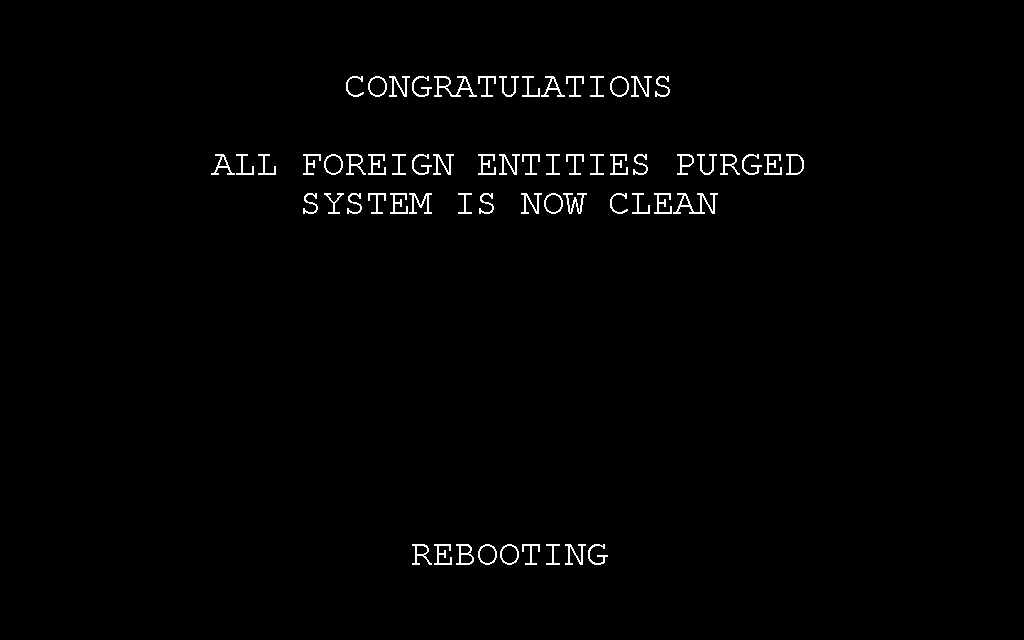 CONGRATULATIONS
ALL FOREIGN ENTITIES PURGED
SYSTEM IS NOW CLEAN
REBOOTING